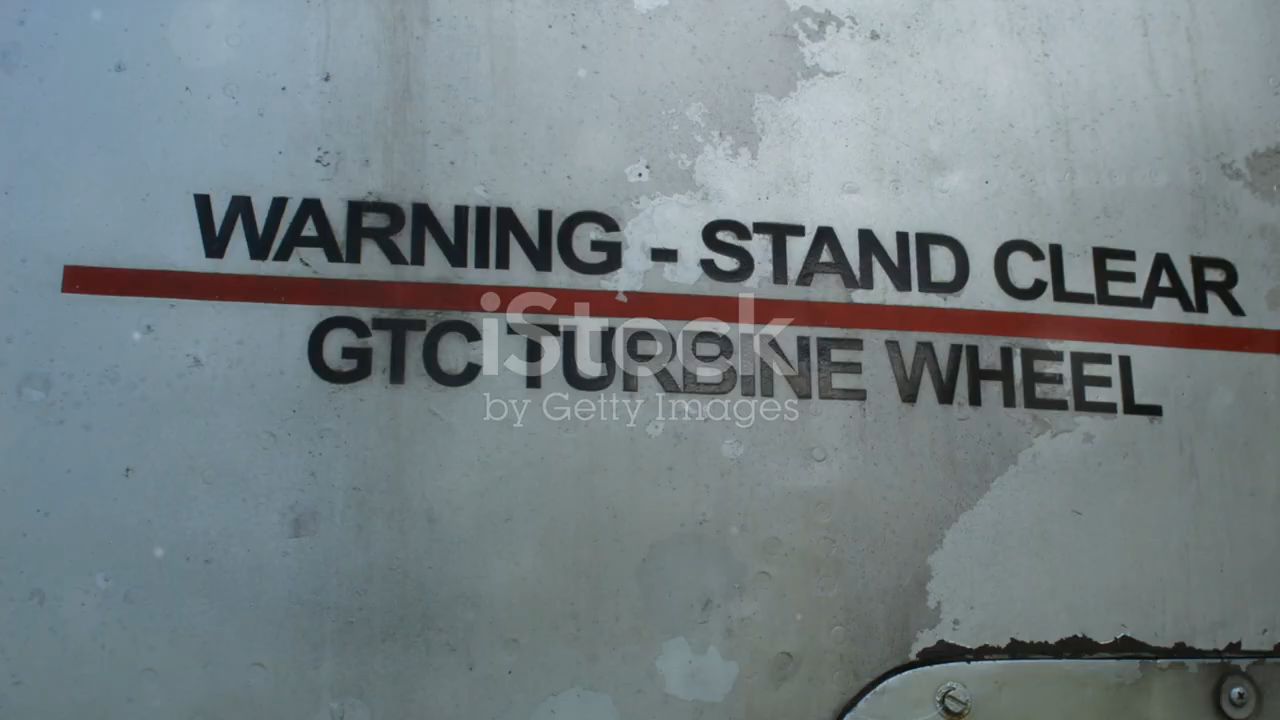 WARNING - STAND CLEAR
GTC TURBINE WHEEL
iStock
by Getty Images